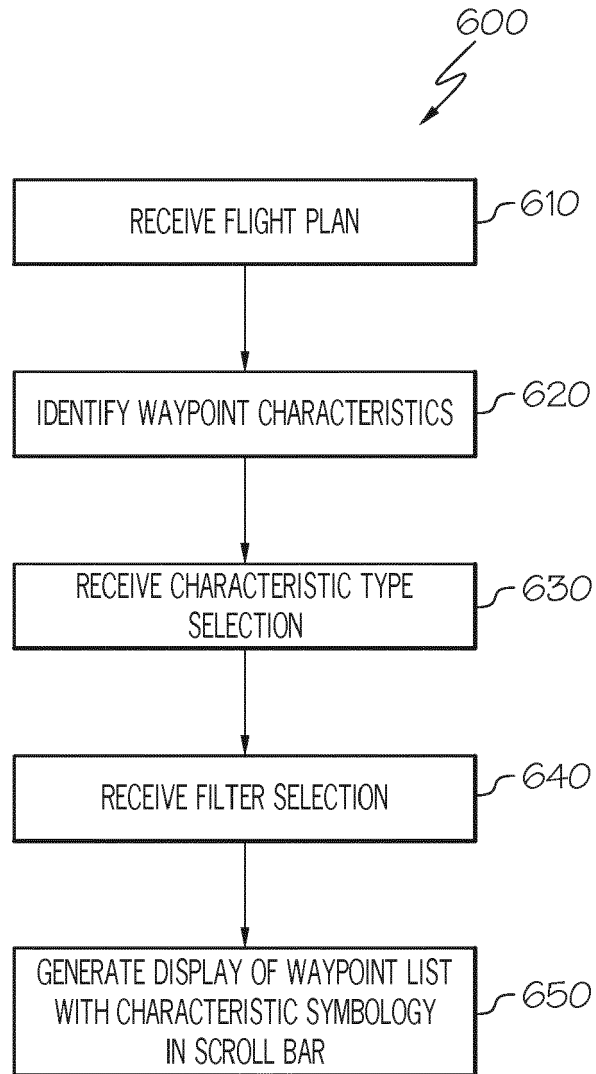 600
RECEIVE FLIGHT PLAN
610
IDENTIFY WAYPOINT CHARACTERISTICS
620
RECEIVE CHARACTERISTIC TYPE
SELECTION
630
RECEIVE FILTER SELECTION
640
GENERATE DISPLAY OF WAYPOINT LIST
WITH CHARACTERISTIC SYMBOLOGY
IN SCROLL BAR
650